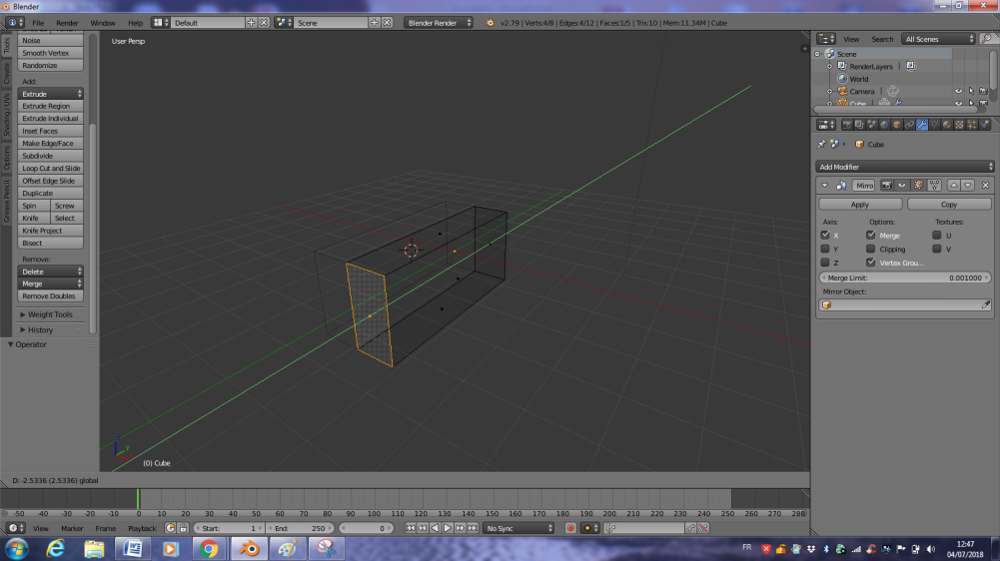 Blender
File Render Window Help Default Scene Blender Render v2.79 | Verts:4/8 | Edges:4/12 | Faces:1/5 | Tris:10 | Mem:11.34M | Cube
Tools
Create
Shading / UVs
Options
Grease Pencil
Noise
Smooth Vertex
Randomize
Add:
Extrude
Extrude Region
Extrude Individual
Inset Faces
Make Edge/Face
Subdivide
Loop Cut and Slide
Offset Edge Slide
Duplicate
Spin Screw
Knife Select
Knife Project
Bisect
Remove:
Delete
Merge
Remove Doubles
Weight Tools
History
Operator
User Persp
(0) Cube
D: -2.5336 (2.5336) global
View Search All Scenes
Scene
RenderLayers
World
Camera
Cube
Cube
Add Modifier
Mirro
Apply Copy
Axis: Options: Textures:
X Merge U
Y Clipping V
Z Vertex Grou...
Merge Limit: 0.001000
Mirror Object:
-50 -40 -30 -20 -10 0 10 20 30 40 50 60 70 80 90 100 110 120 130 140 150 160 170 180 190 200 210 220 230 240 250 260 270 280
View Marker Frame Playback Start: 1 End: 250 0 No Sync
FR 12:47
04/07/2018